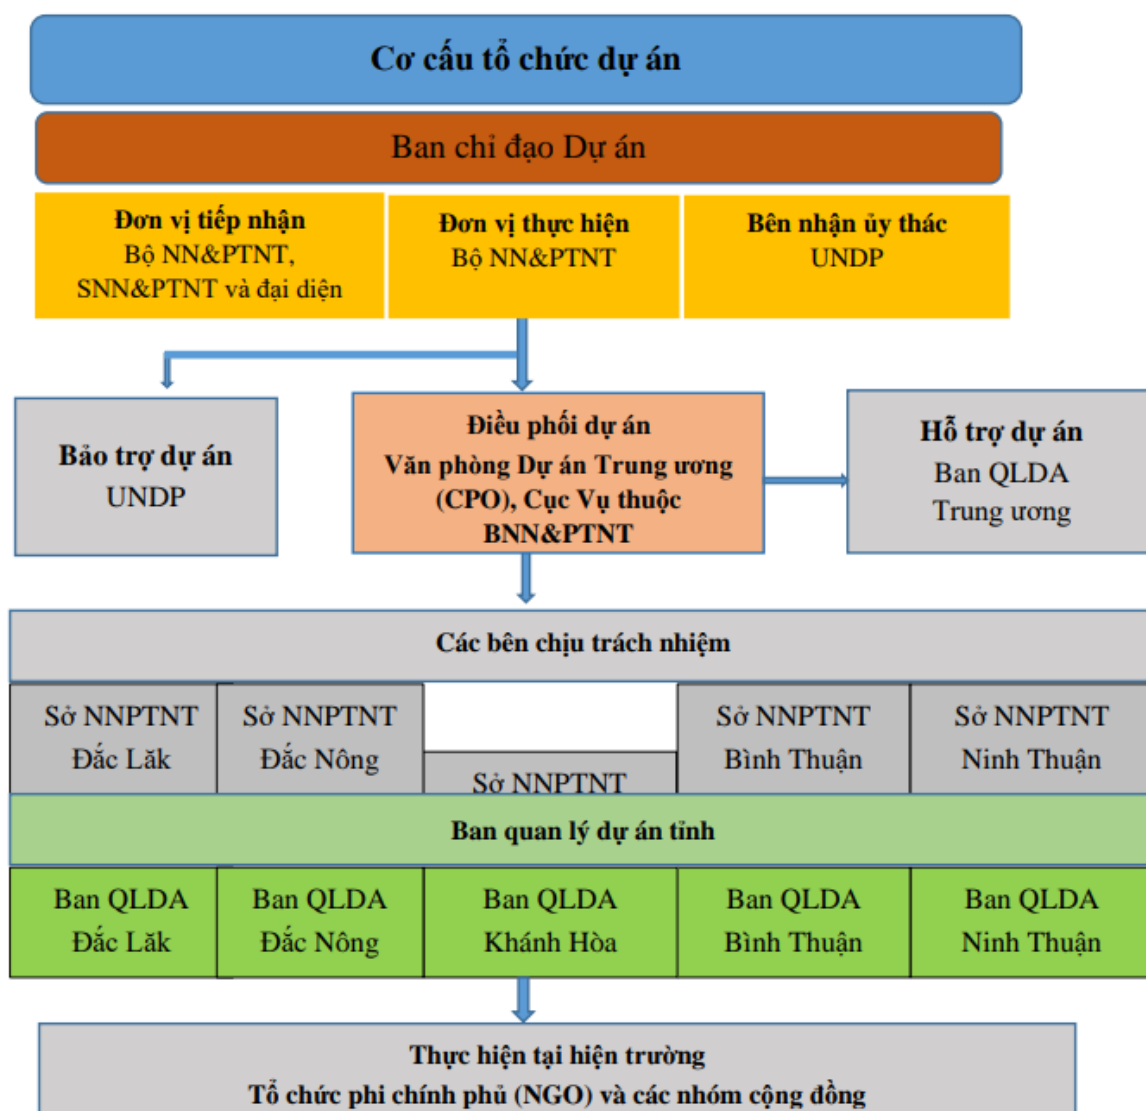 Cơ cấu tổ chức dự án
Ban chỉ đạo Dự án
Đơn vị tiếp nhận
Bộ NN&PTNT,
SNN&PTNT và đại diện
Đơn vị thực hiện
Bộ NN&PTNT
Bên nhận ủy thác
UNDP
Bảo trợ dự án
UNDP
Điều phối dự án
Văn phòng Dự án Trung ương
(CPO), Cục Vụ thuộc
BNN&PTNT
Hỗ trợ dự án
Ban QLDA
Trung ương
Các bên chịu trách nhiệm
Sở NNPTNT
Đắc Lăk
Sở NNPTNT
Đắc Nông
Sở NNPTNT
Sở NNPTNT
Bình Thuận
Sở NNPTNT
Ninh Thuận
Ban quản lý dự án tỉnh
Ban QLDA
Đắc Lăk
Ban QLDA
Đắc Nông
Ban QLDA
Khánh Hòa
Ban QLDA
Bình Thuận
Ban QLDA
Ninh Thuận
Thực hiện tại hiện trường
Tổ chức phi chính phủ (NGO) và các nhóm cộng đồng